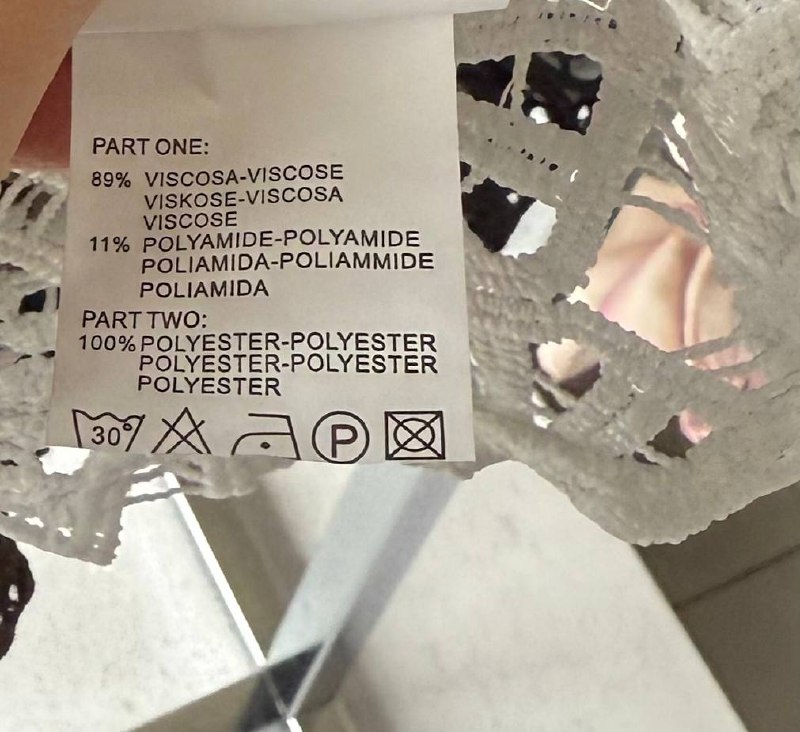 PART ONE:
89% VISCOSA-VISCOSE
VISKOSE-VISCOSA
VISCOSE
11% POLYAMIDE-POLYAMIDE
POLIAMIDA-POLIAMMIDE
POLIAMIDA
PART TWO:
100% POLYESTER-POLYESTER
POLYESTER-POLYESTER
POLYESTER
30° P